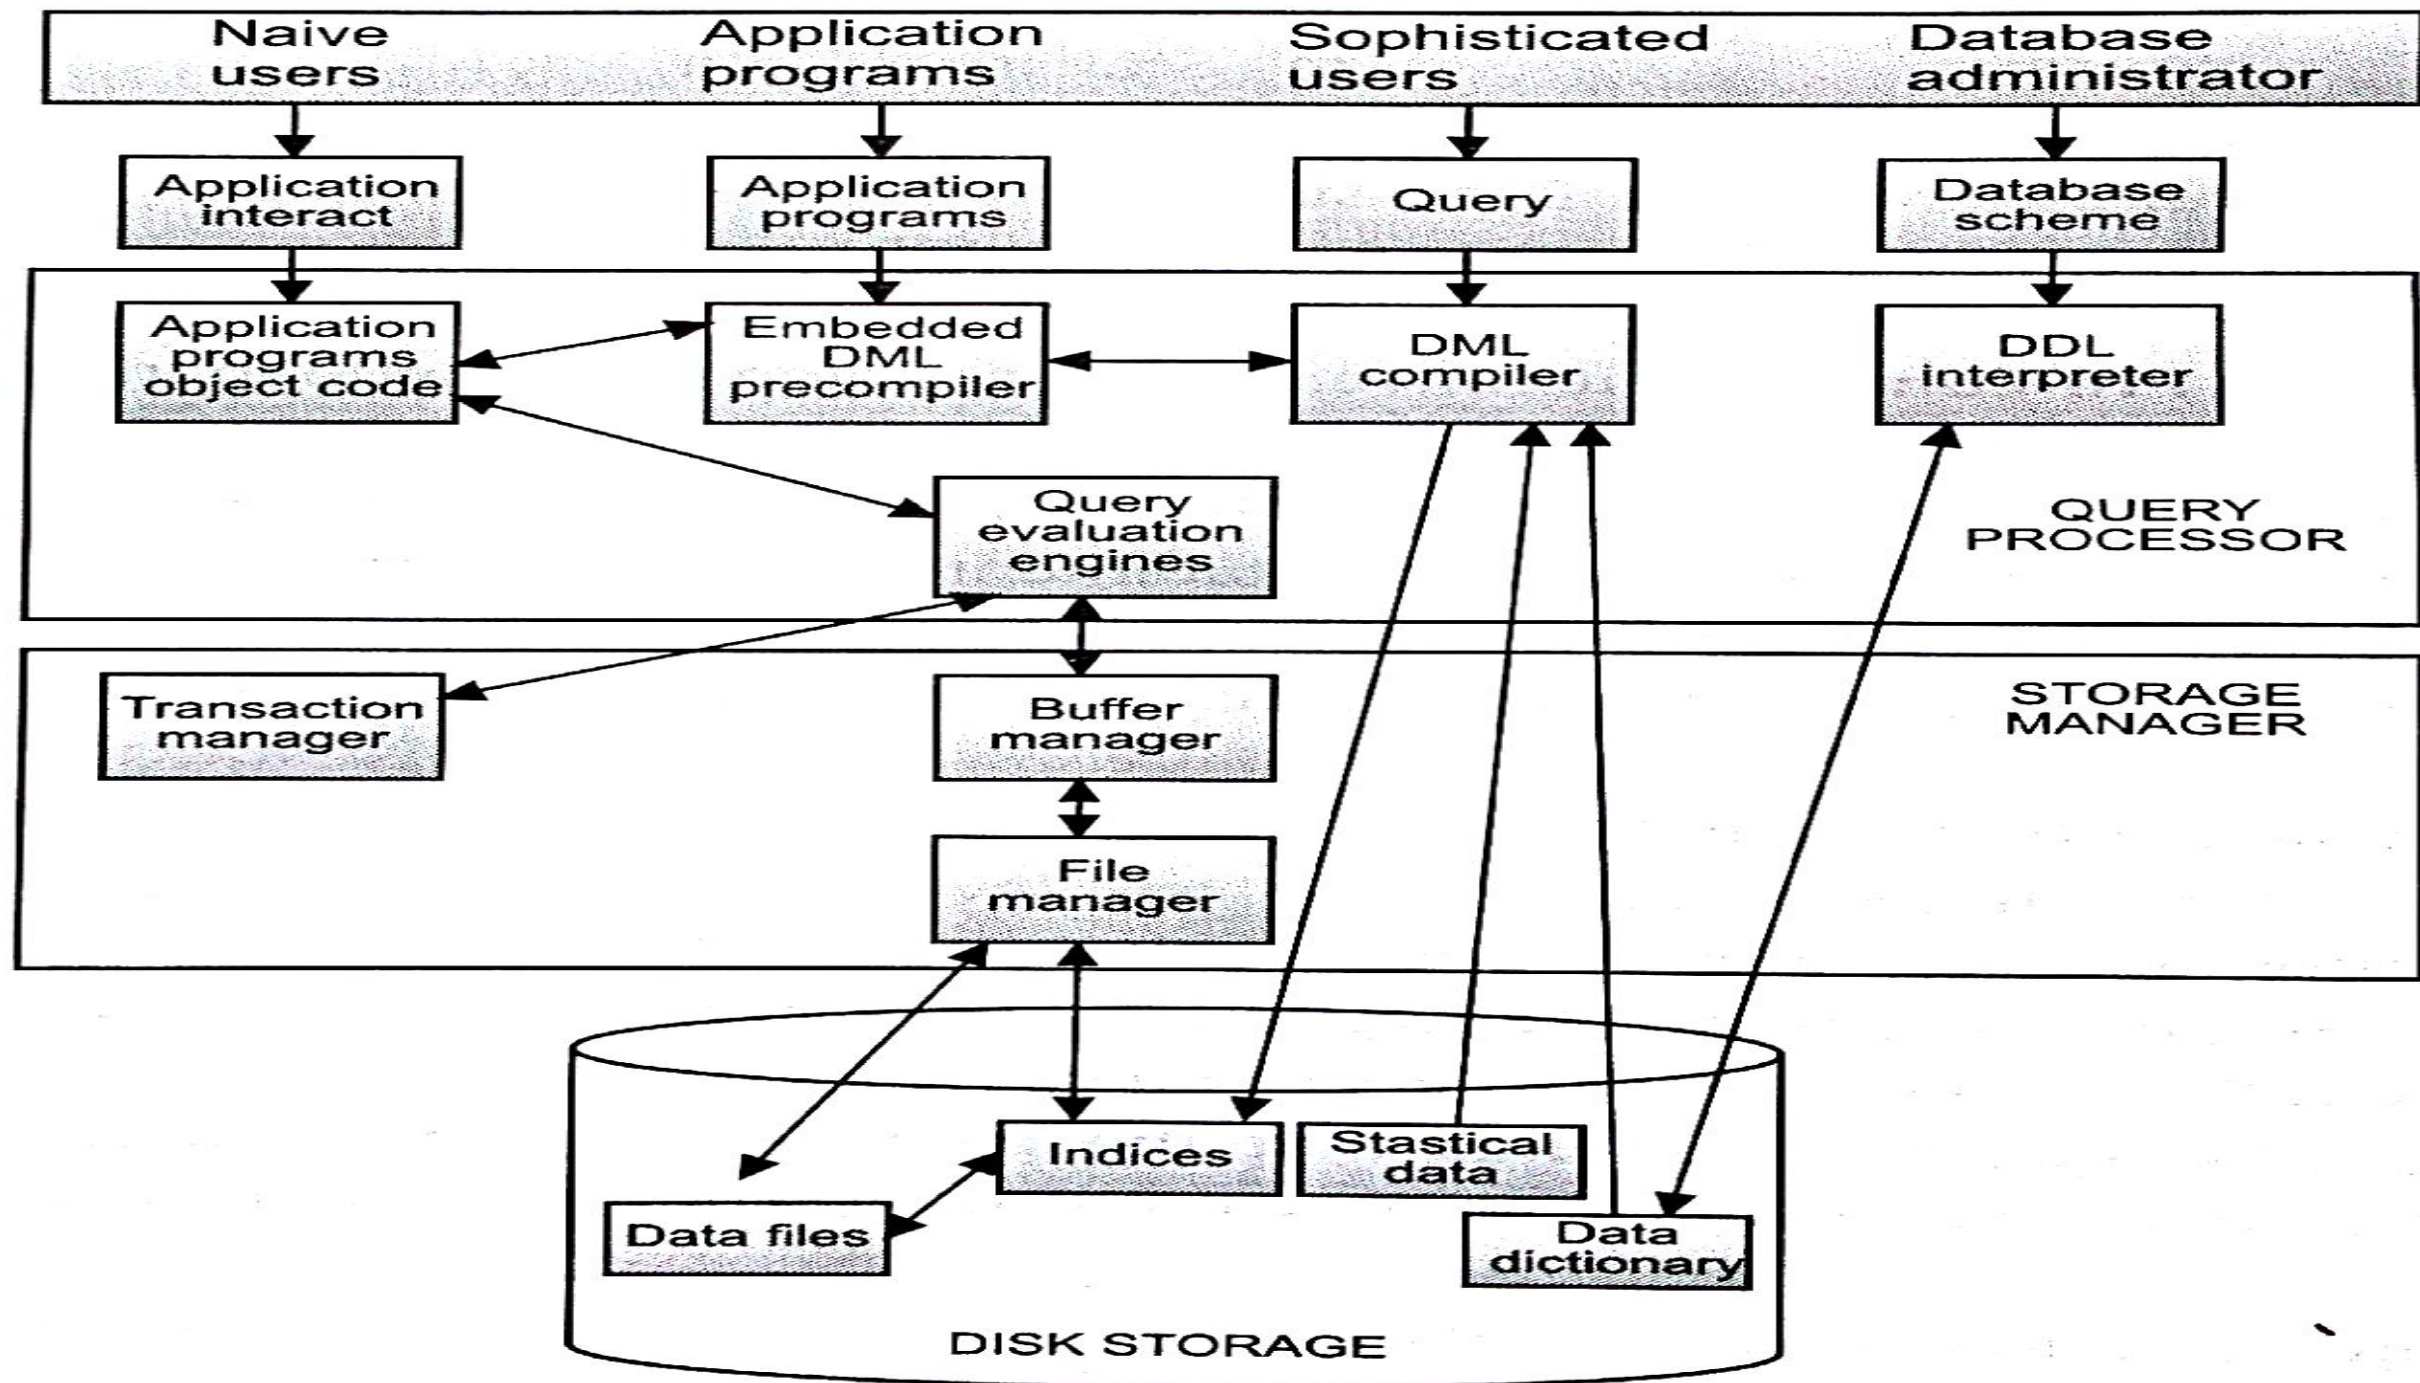 Naive
users
Application
programs
Sophisticated
users
Database
administrator
Application
interact
Application
programs
Query
Database
scheme
Application
programs
object code
Embedded
DML
precompiler
DML
compiler
DDL
interpreter
Query
evaluation
engines
QUERY
PROCESSOR
Transaction
manager
Buffer
manager
STORAGE
MANAGER
File
manager
Indices
Stastical
data
Data files
Data
dictionary
DISK STORAGE